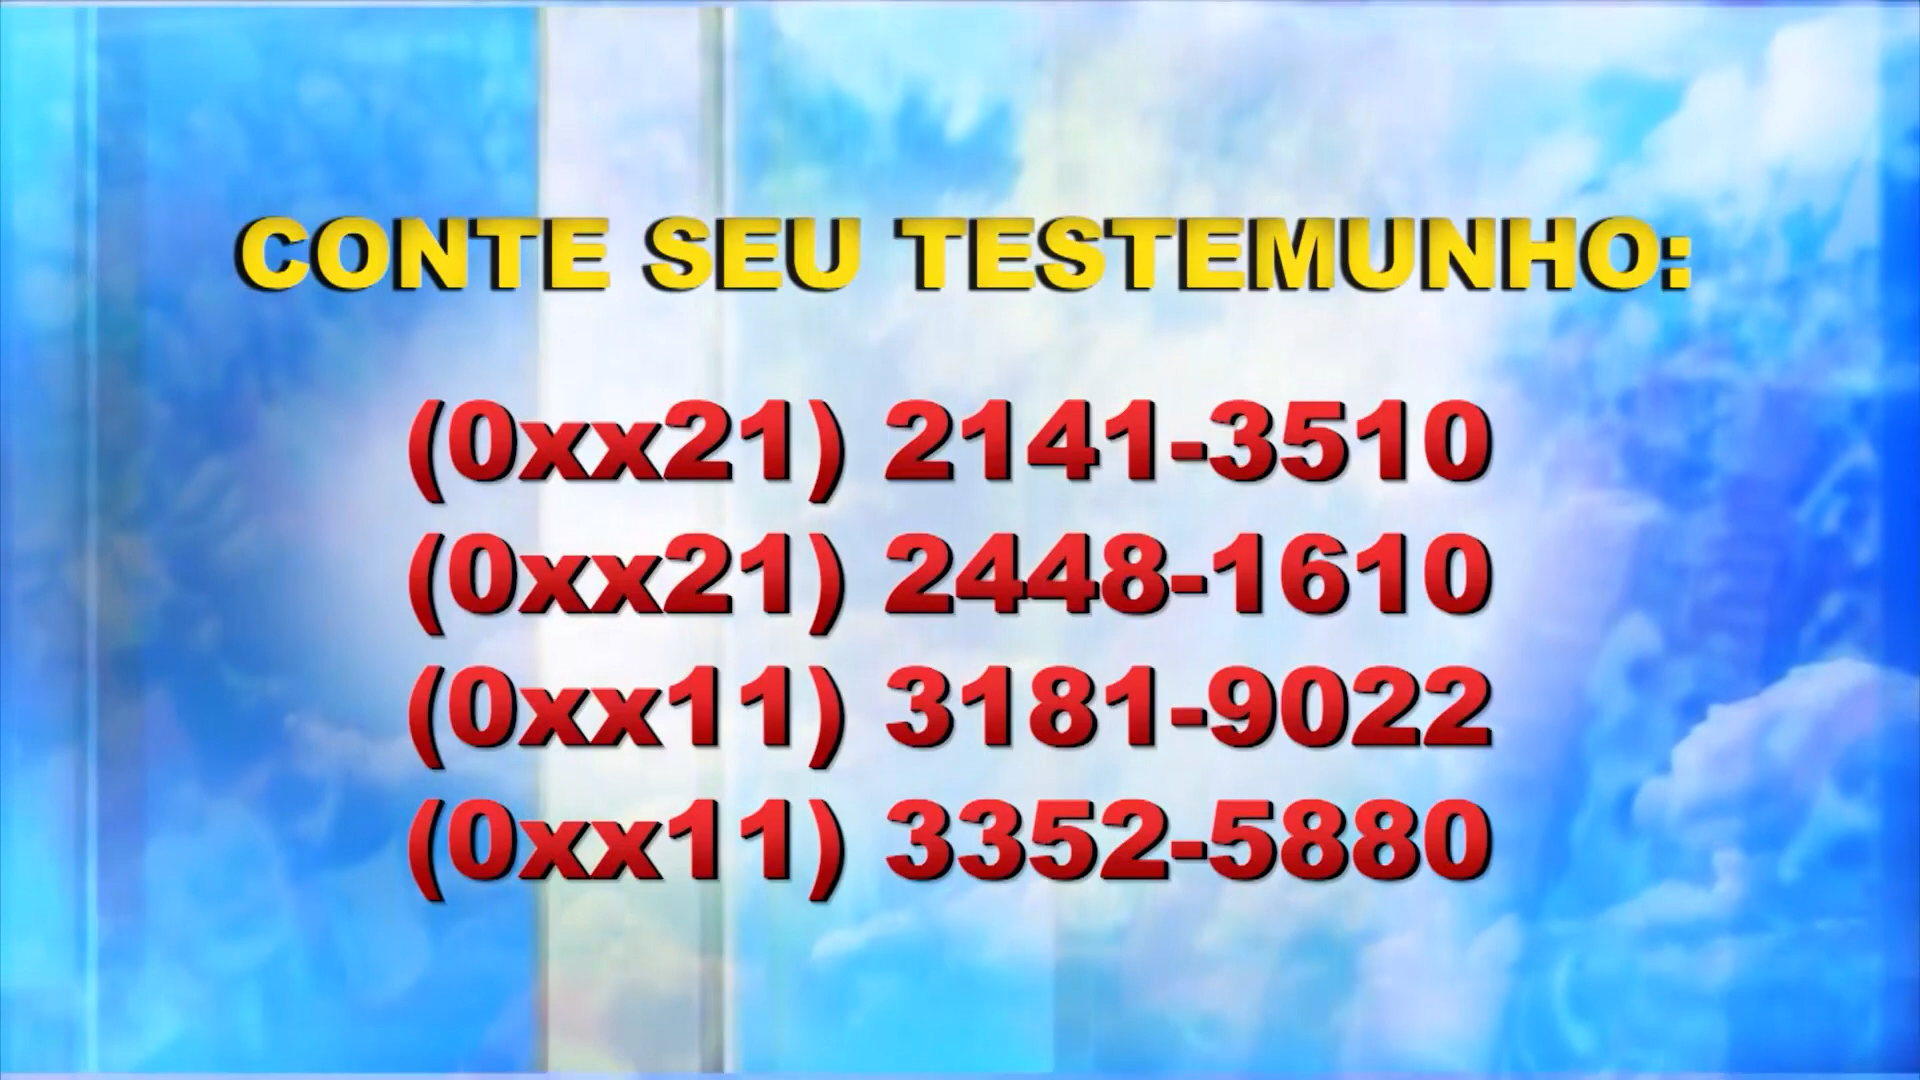 CONTE SEU TESTEMUNHO:
(0xx21) 2141-3510
(0xx21) 2448-1610
(0xx11) 3181-9022
(0xx11) 3352-5880